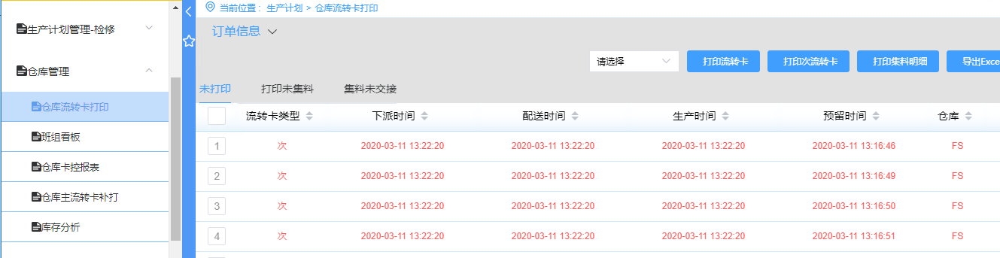 生产计划管理-检修
仓库管理
仓库流转卡打印
班组看板
仓库卡控报表
仓库主流转卡补打
库存分析
当前位置： 生产计划 > 仓库流转卡打印
订单信息
请选择 打印流转卡 打印次流转卡 打印集料明细 导出Exce
未打印 打印未集料 集料未交接
流转卡类型 下派时间 配送时间 生产时间 预留时间 仓库
1 次 2020-03-11 13:22:20 2020-03-11 13:22:20 2020-03-11 13:22:20 2020-03-11 13:16:46 FS
2 次 2020-03-11 13:22:20 2020-03-11 13:22:20 2020-03-11 13:22:20 2020-03-11 13:16:49 FS
3 次 2020-03-11 13:22:20 2020-03-11 13:22:20 2020-03-11 13:22:20 2020-03-11 13:16:50 FS
4 次 2020-03-11 13:22:20 2020-03-11 13:22:20 2020-03-11 13:22:20 2020-03-11 13:16:51 FS